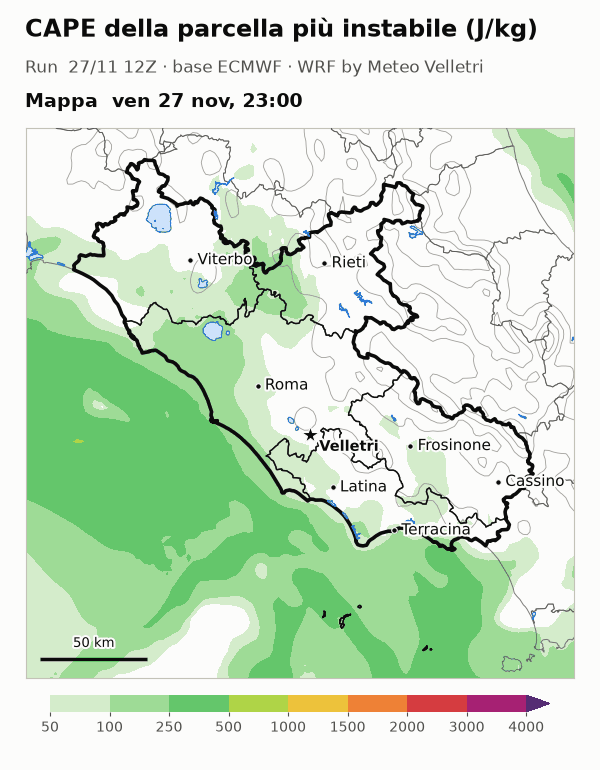 CAPE della parcella più instabile (J/kg)
Run 27/11 12Z · base ECMWF · WRF by Meteo Velletri
Mappa ven 27 nov, 23:00
Viterbo
Rieti
Roma
Velletri
Frosinone
Cassino
Latina
Terracina
50 km
50 100 250 500 1000 1500 2000 3000 4000